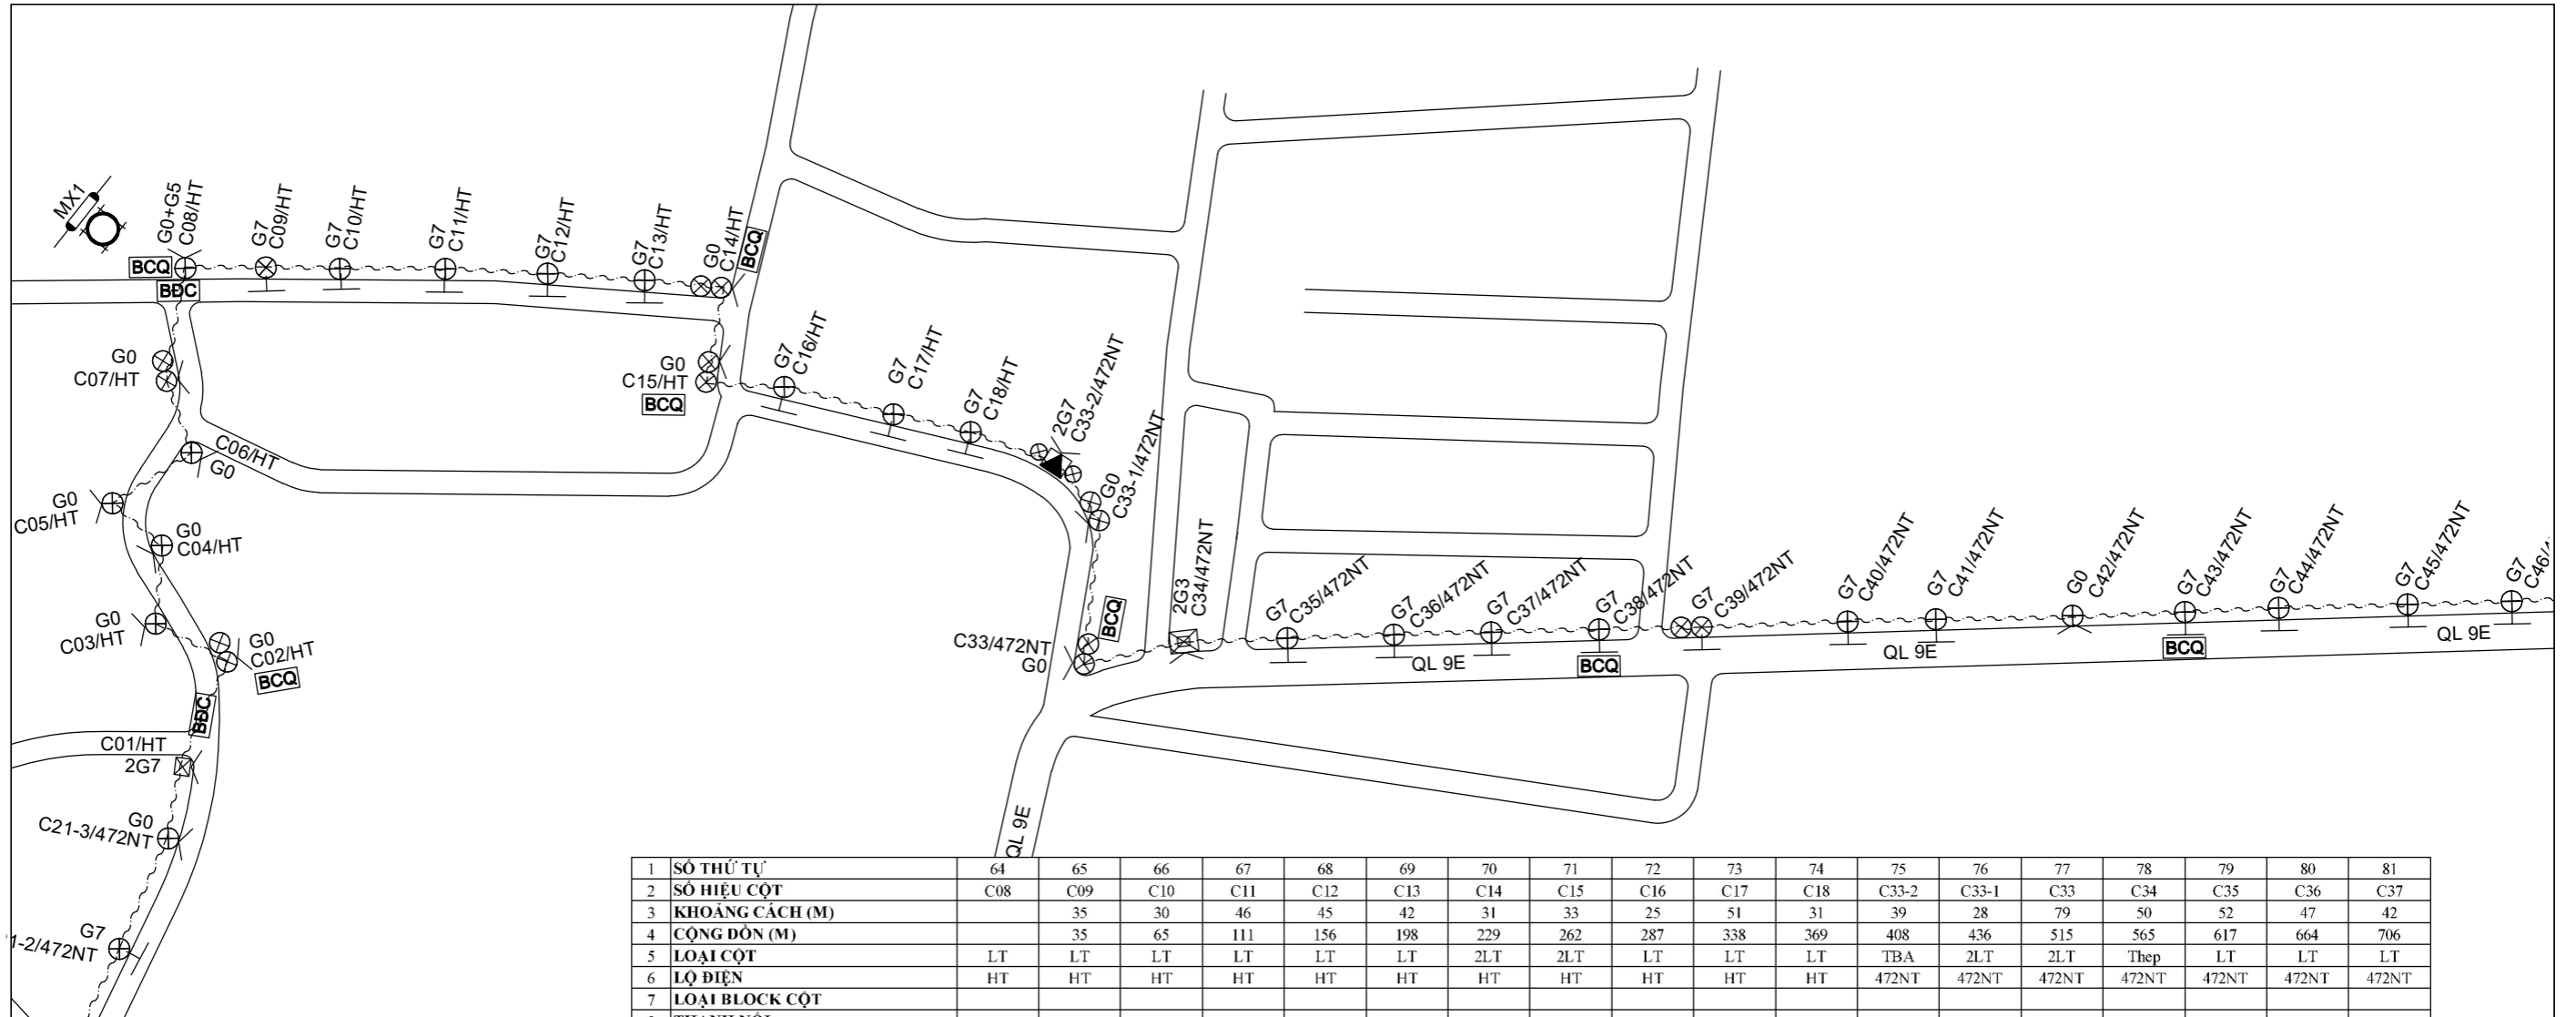 MX1
G0+G5
C08/HT
BCQ
BĐC
G7
C09/HT
G7
C10/HT
G7
C11/HT
G7
C12/HT
G7
C13/HT
G0
C14/HT
BCQ
G0
C07/HT
G0
C15/HT
BCQ
G7
C16/HT
G7
C17/HT
G7
C18/HT
2G7
C33-2/472NT
G0
C33-1/472NT
C06/HT
G0
G0
C05/HT
G0
C04/HT
G0
C03/HT
G0
C02/HT
BCQ
BĐC
C01/HT
2G7
G0
C21-3/472NT
G7
1-2/472NT
C33/472NT
G0
BCQ
2G3
C34/472NT
G7
C35/472NT
G7
C36/472NT
G7
C37/472NT
G7
C38/472NT
BCQ
G7
C39/472NT
G7
C40/472NT
G7
C41/472NT
G0
C42/472NT
G7
C43/472NT
BCQ
G7
C44/472NT
G7
C45/472NT
G7
C46/
QL 9E
QL 9E
QL 9E
QL 9E
1 SỐ THỨ TỰ 64 65 66 67 68 69 70 71 72 73 74 75 76 77 78 79 80 81
2 SỐ HIỆU CỘT C08 C09 C10 C11 C12 C13 C14 C15 C16 C17 C18 C33-2 C33-1 C33 C34 C35 C36 C37
3 KHOẢNG CÁCH (M) 35 30 46 45 42 31 33 25 51 31 39 28 79 50 52 47 42
4 CỘNG DỒN (M) 35 65 111 156 198 229 262 287 338 369 408 436 515 565 617 664 706
5 LOẠI CỘT LT LT LT LT LT LT 2LT 2LT LT LT LT TBA 2LT 2LT Thep LT LT LT
6 LỘ ĐIỆN HT HT HT HT HT HT HT HT HT HT HT 472NT 472NT 472NT 472NT 472NT 472NT 472NT
7 LOẠI BLOCK CỘT